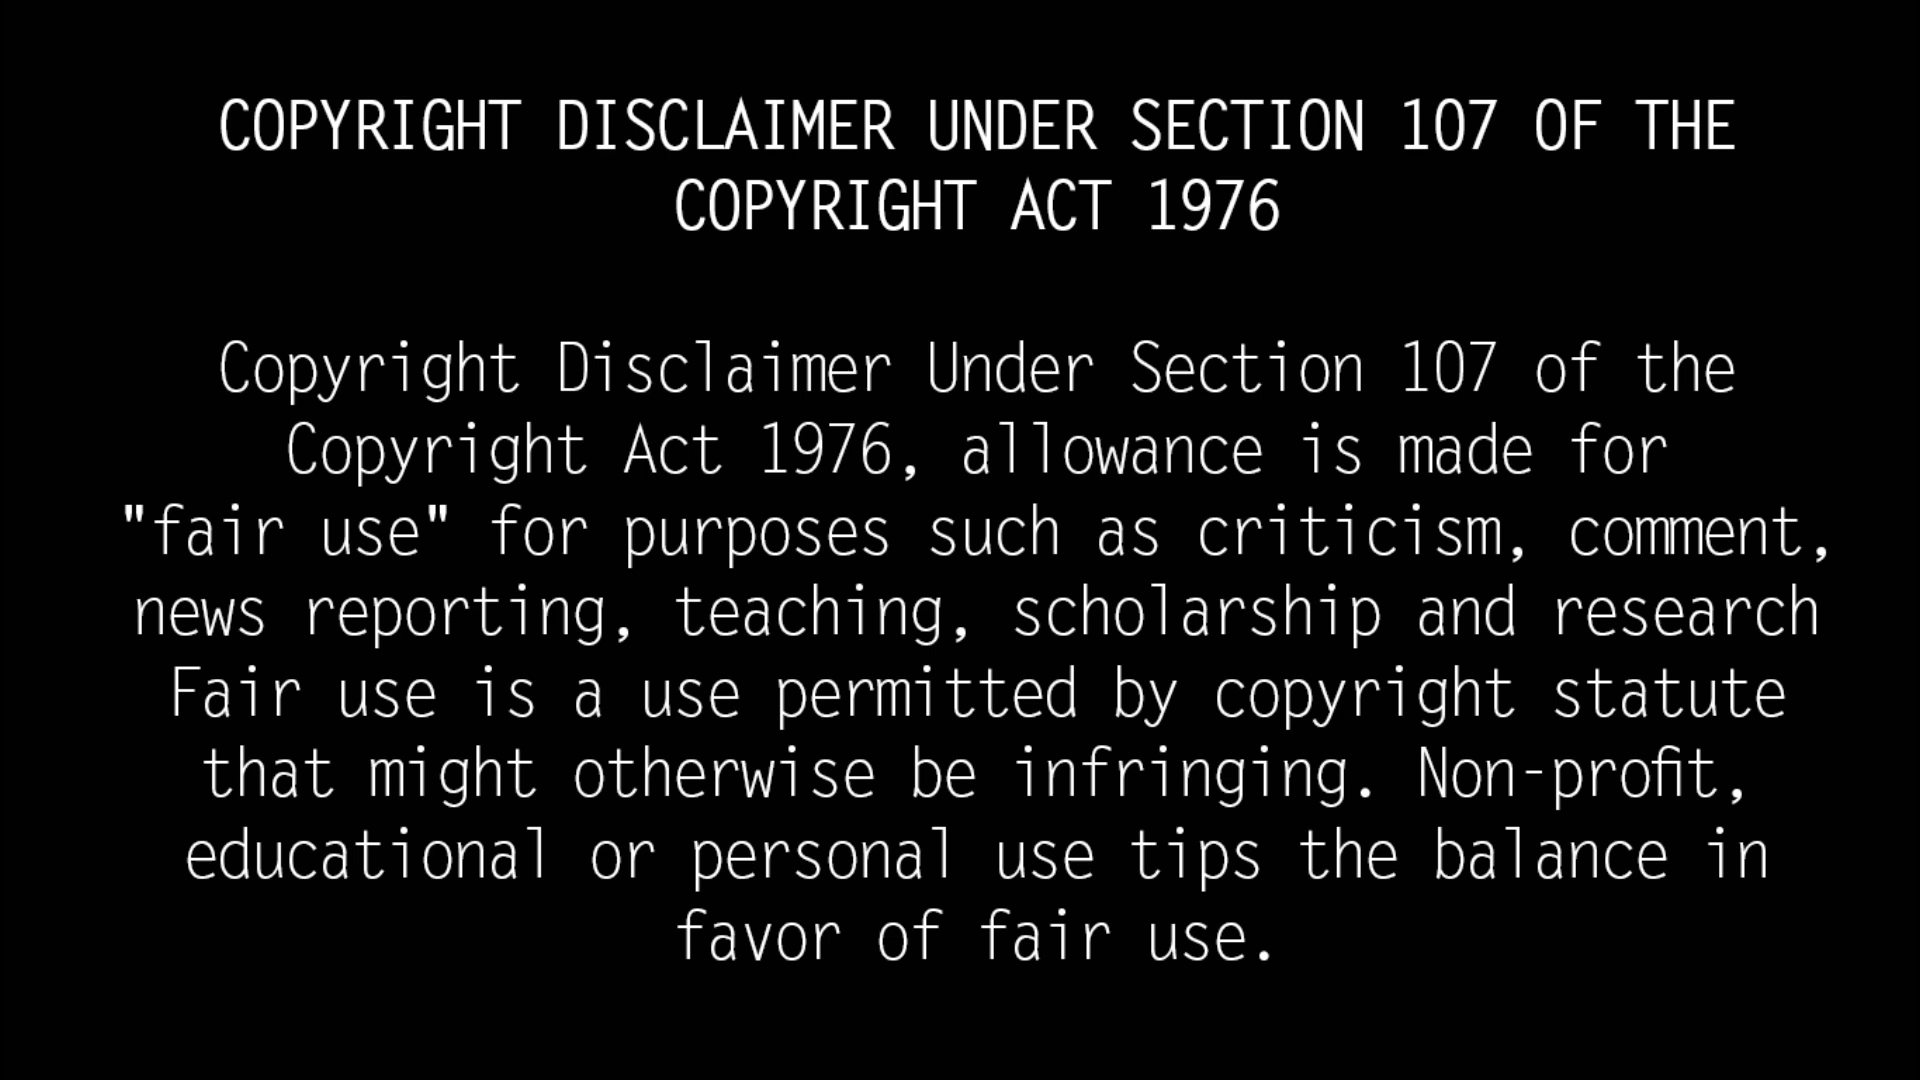 COPYRIGHT DISCLAIMER UNDER SECTION 107 OF THE
COPYRIGHT ACT 1976
Copyright Disclaimer Under Section 107 of the
Copyright Act 1976, allowance is made for
"fair use" for purposes such as criticism, comment,
news reporting, teaching, scholarship and research
Fair use is a use permitted by copyright statute
that might otherwise be infringing. Non-profit,
educational or personal use tips the balance in
favor of fair use.